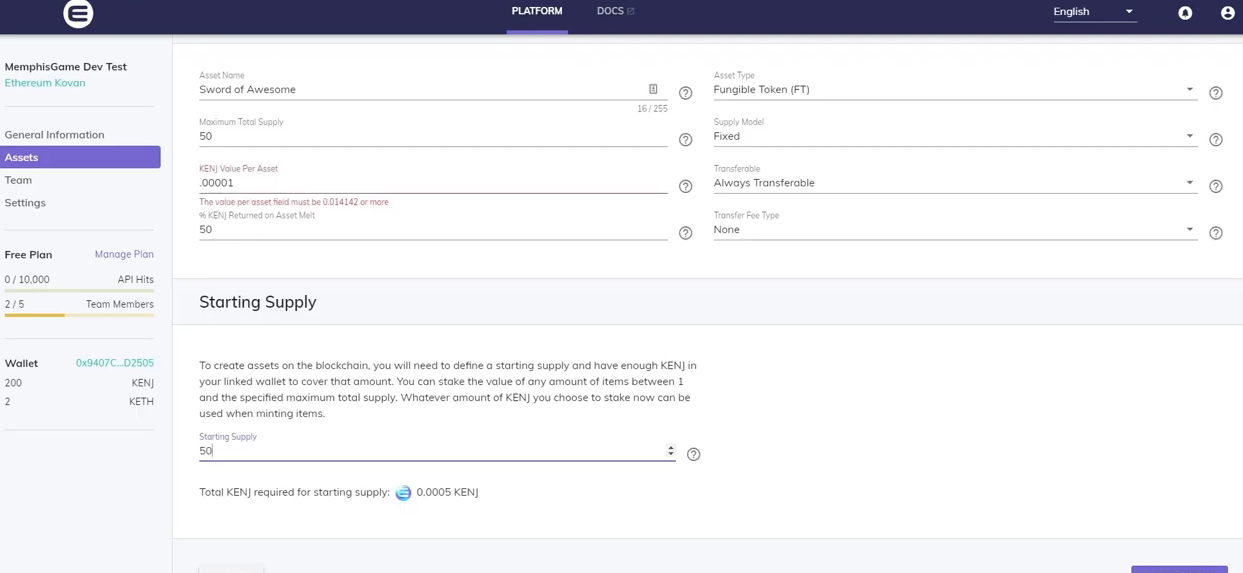 PLATFORM
DOCS
English
MemphisGame Dev Test
Ethereum Kovan
General Information
Assets
Team
Settings
Free Plan
Manage Plan
0 / 10,000
API Hits
2 / 5
Team Members
Wallet
0x9407C...D2505
200
KENJ
2
KETH
Asset Name
Sword of Awesome
16 / 255
Asset Type
Fungible Token (FT)
Maximum Total Supply
50
Supply Model
Fixed
KENJ Value Per Asset
.00001
The value per asset field must be 0.014142 or more
Transferable
Always Transferable
% KENJ Returned on Asset Melt
50
Transfer Fee Type
None
Starting Supply
To create assets on the blockchain, you will need to define a starting supply and have enough KENJ in
your linked wallet to cover that amount. You can stake the value of any amount of items between 1
and the specified maximum total supply. Whatever amount of KENJ you choose to stake now can be
used when minting items.
Starting Supply
50
Total KENJ required for starting supply: 0.0005 KENJ